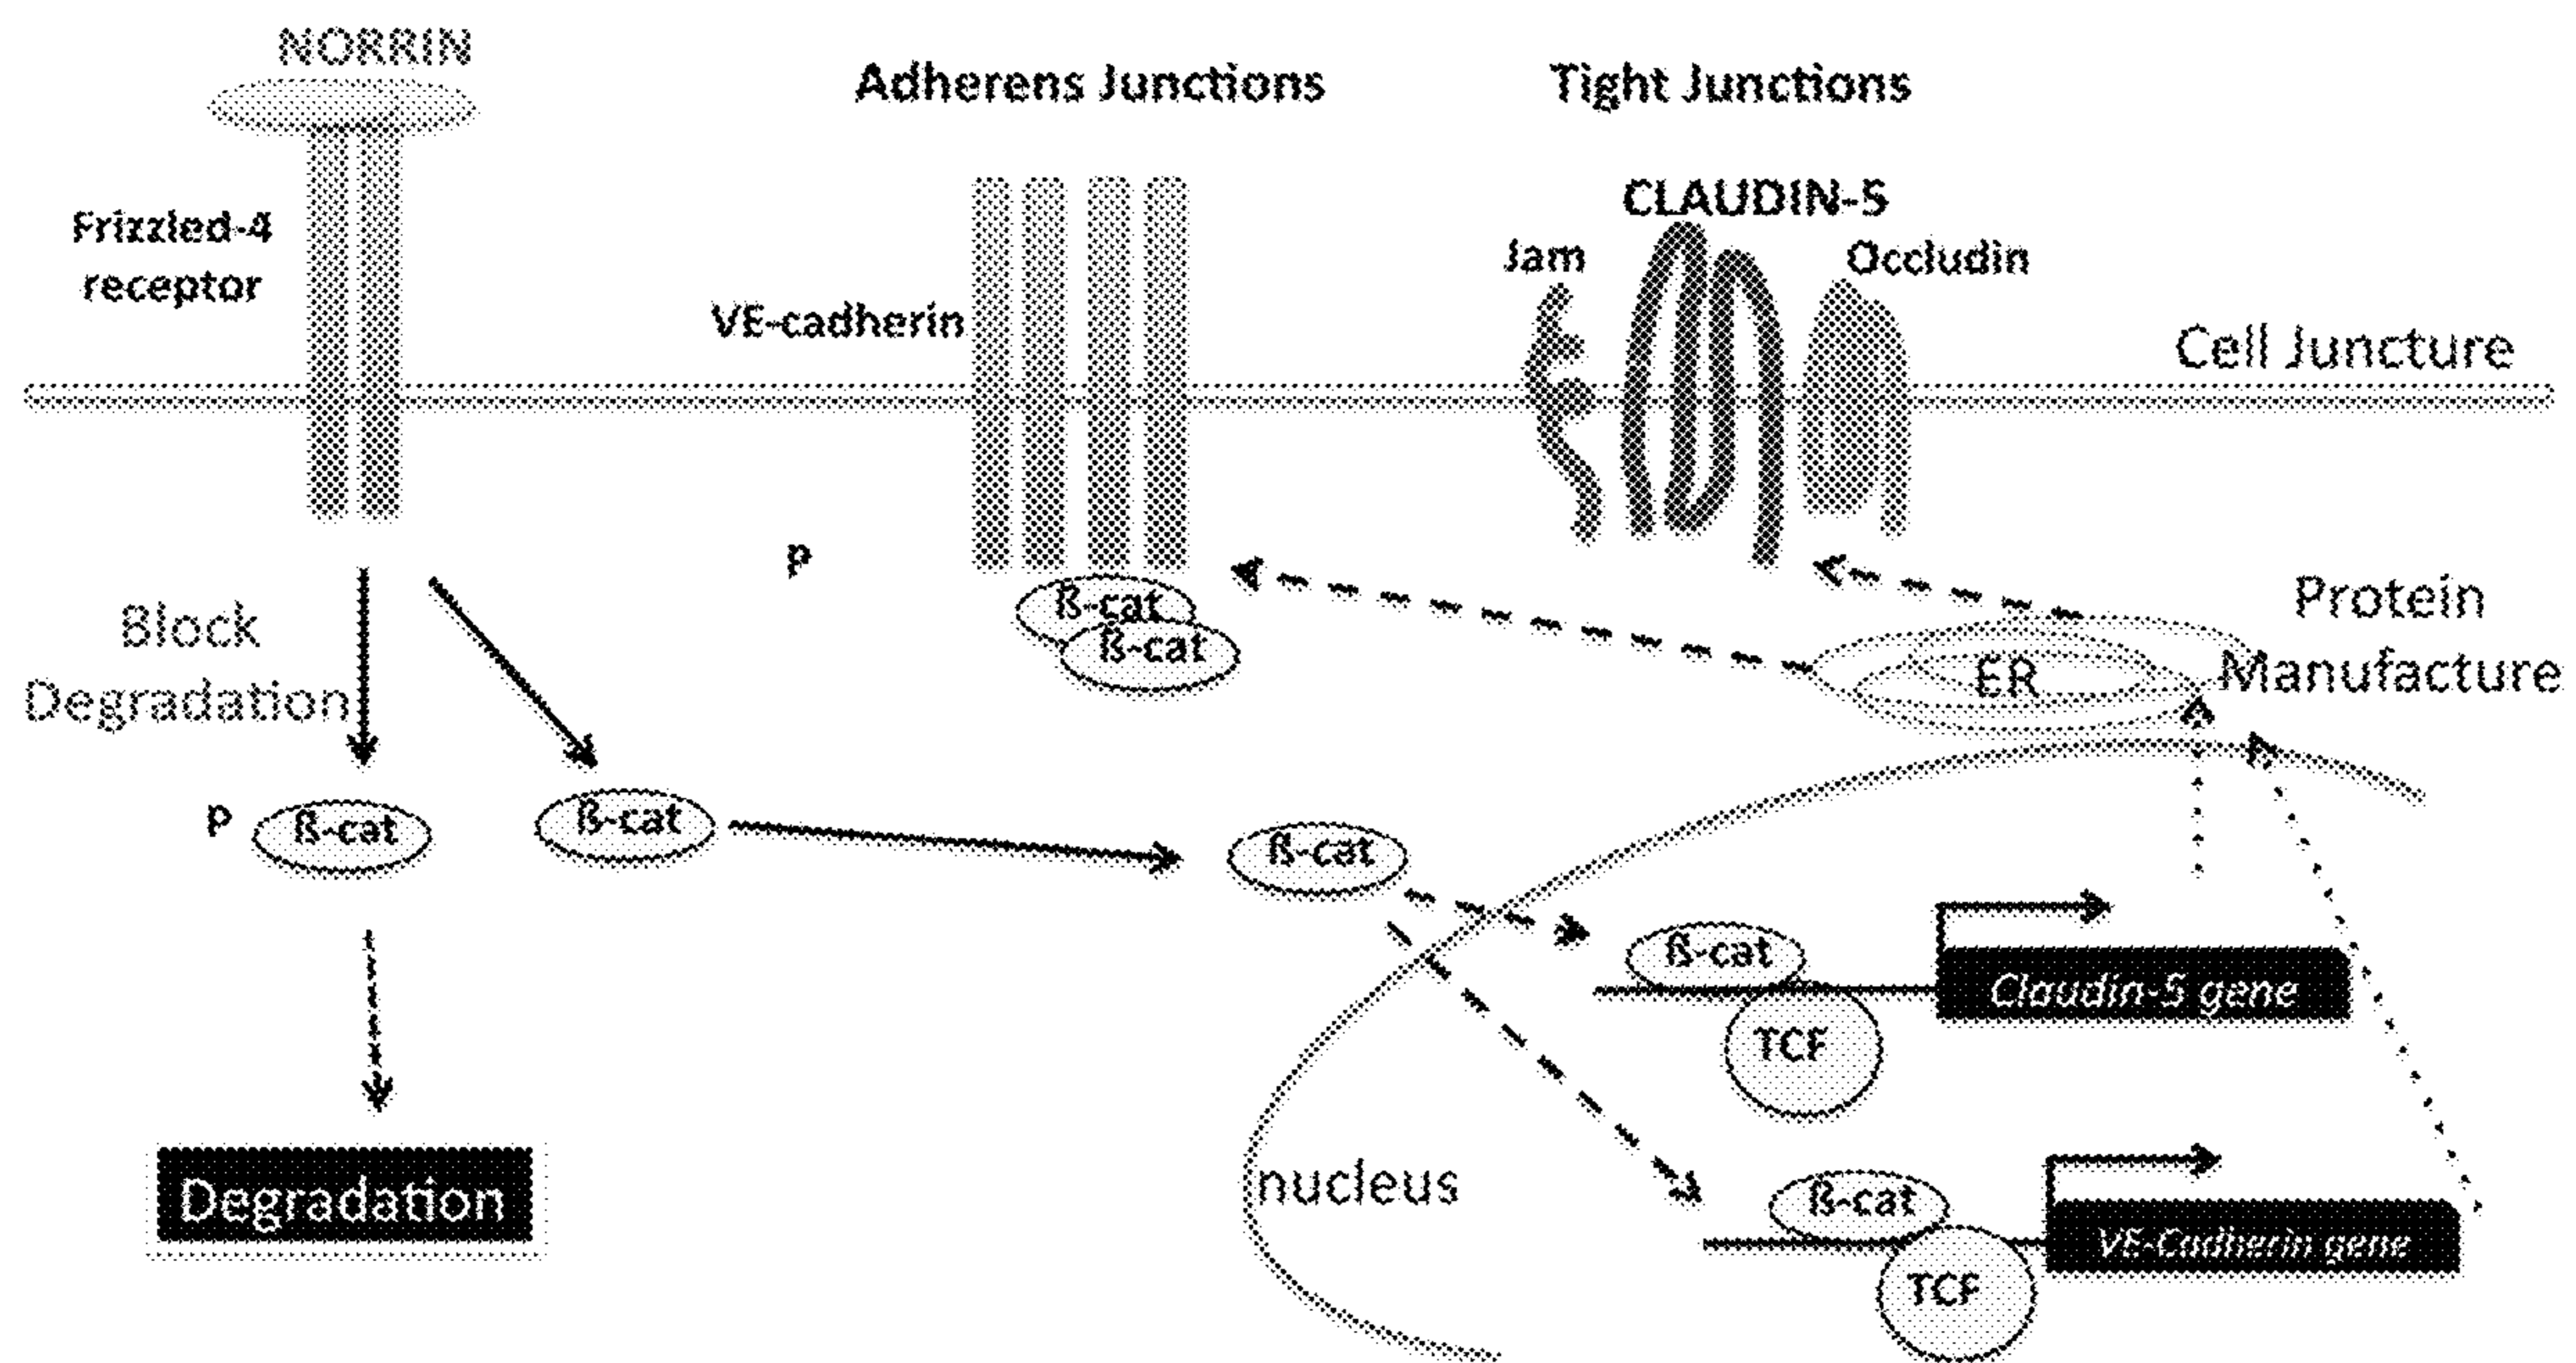 NORRIN
Adherens Junctions
Tight Junctions
CLAUDIN-5
Frizzled-4
receptor
Jam
Occludin
VE-cadherin
Cell Juncture
p
Block
Degradation
ß-cat
ß-cat
ER
Protein
Manufacture
p
ß-cat
ß-cat
ß-cat
ß-cat
Claudin-5 gene
TCF
Degradation
nucleus
ß-cat
VE-Cadherin gene
TCF